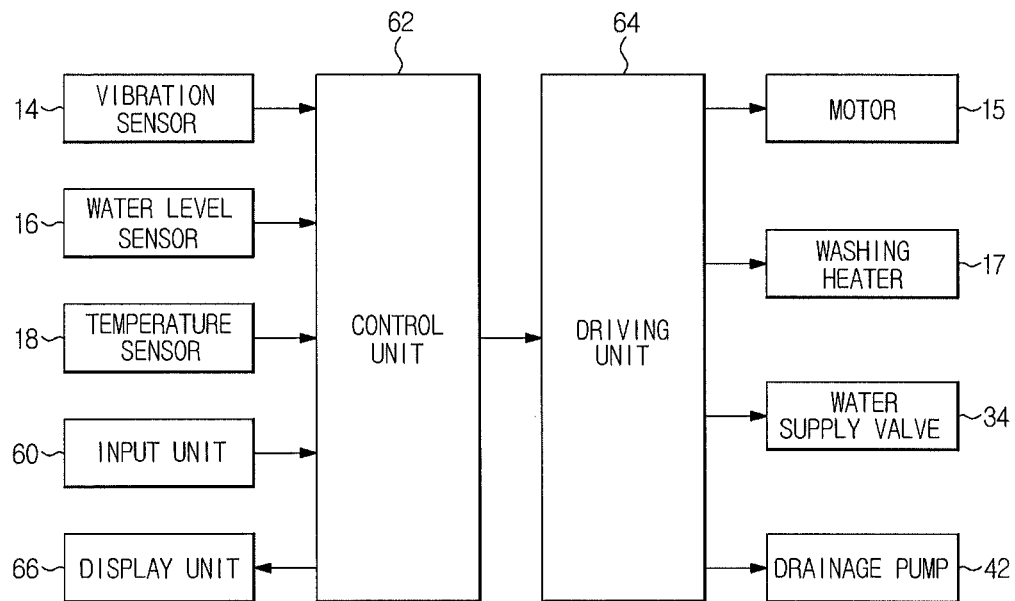 62
64
14
VIBRATION
SENSOR
MOTOR
15
16
WATER LEVEL
SENSOR
WASHING
HEATER
17
18
TEMPERATURE
SENSOR
CONTROL
UNIT
DRIVING
UNIT
WATER
SUPPLY VALVE
34
60
INPUT UNIT
66
DISPLAY UNIT
DRAINAGE PUMP
42